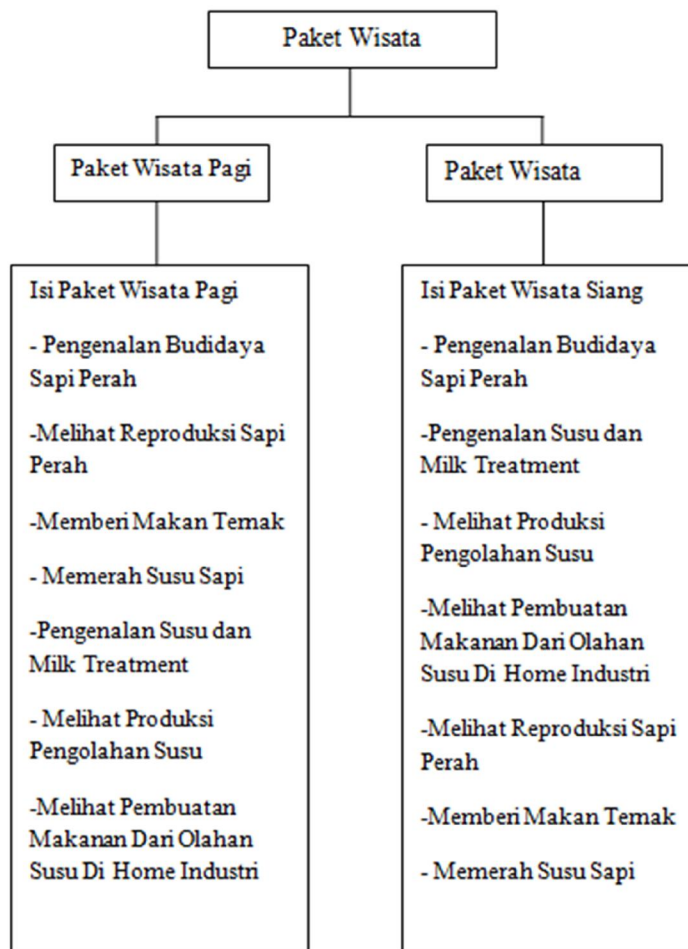 Paket Wisata
Paket Wisata Pagi
Paket Wisata
Isi Paket Wisata Pagi
- Pengenalan Budidaya
Sapi Perah
-Melihat Reproduksi Sapi
Perah
-Memberi Makan Ternak
- Memerah Susu Sapi
-Pengenalan Susu dan
Milk Treatment
- Melihat Produksi
Pengolahan Susu
-Melihat Pembuatan
Makanan Dari Olahan
Susu Di Home Industri
Isi Paket Wisata Siang
- Pengenalan Budidaya
Sapi Perah
-Pengenalan Susu dan
Milk Treatment
- Melihat Produksi
Pengolahan Susu
-Melihat Pembuatan
Makanan Dari Olahan
Susu Di Home Industri
-Melihat Reproduksi Sapi
Perah
-Memberi Makan Ternak
- Memerah Susu Sapi